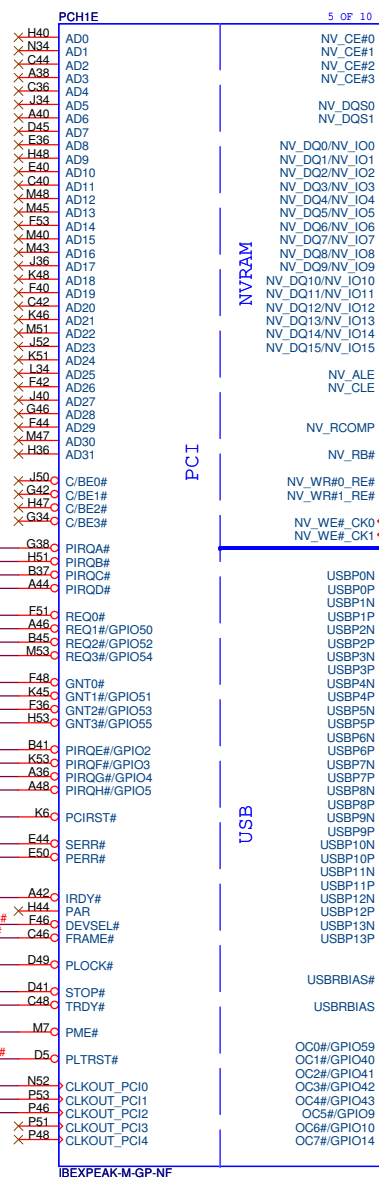 PCH1E 5 OF 10
H40 AD0 NV_CE#0
N34 AD1 NV_CE#1
C44 AD2 NV_CE#2
A38 AD3 NV_CE#3
C36 AD4
J34 AD5 NV_DQS0
A40 AD6 NV_DQS1
D45 AD7
E36 AD8 NV_DQ0/NV_IO0
H48 AD9 NV_DQ1/NV_IO1
E40 AD10 NV_DQ2/NV_IO2
C40 AD11 NV_DQ3/NV_IO3
M48 AD12 NV_DQ4/NV_IO4
M45 AD13 NV_DQ5/NV_IO5
F53 AD14 NV_DQ6/NV_IO6
M40 AD15 NV_DQ7/NV_IO7
M43 AD16 NV_DQ8/NV_IO8
J36 AD17 NV_DQ9/NV_IO9
K48 AD18 NV_DQ10/NV_IO10
F40 AD19 NV_DQ11/NV_IO11
C42 AD20 NV_DQ12/NV_IO12
K46 AD21 NV_DQ13/NV_IO13
M51 AD22 NV_DQ14/NV_IO14
J52 AD23 NV_DQ15/NV_IO15
K51 AD24
L34 AD25 NV_ALE
F42 AD26 NV_CLE
J40 AD27
G46 AD28
F44 AD29 NV_RCOMP
M47 AD30
H36 AD31 NV_RB#
NVRAM
PCI
J50 C/BE0# NV_WR#0_RE#
G42 C/BE1# NV_WR#1_RE#
H47 C/BE2#
G34 C/BE3# NV_WE#_CK0
NV_WE#_CK1
G38 PIRQA#
H51 PIRQB#
B37 PIRQC# USBP0N
A44 PIRQD# USBP0P
USBP1N
F51 REQ0# USBP1P
A46 REQ1#/GPIO50 USBP2N
B45 REQ2#/GPIO52 USBP2P
M53 REQ3#/GPIO54 USBP3N
USBP3P
F48 GNT0# USBP4N
K45 GNT1#/GPIO51 USBP4P
F36 GNT2#/GPIO53 USBP5N
H53 GNT3#/GPIO55 USBP5P
USBP6N
B41 PIRQE#/GPIO2 USBP6P
K53 PIRQF#/GPIO3 USBP7N
A36 PIRQG#/GPIO4 USBP7P
A48 PIRQH#/GPIO5 USBP8N
USBP8P
K6 PCIRST# USBP9N
USBP9P
USB
E44 SERR# USBP10N
E50 PERR# USBP10P
USBP11N
USBP11P
A42 IRDY# USBP12N
H44 PAR USBP12P
F46 DEVSEL# USBP13N
C46 FRAME# USBP13P
D49 PLOCK#
USBRBIAS#
D41 STOP#
C48 TRDY# USBRBIAS
M7 PME#
OC0#/GPIO59
D5 PLTRST# OC1#/GPIO40
OC2#/GPIO41
N52 CLKOUT_PCI0 OC3#/GPIO42
P53 CLKOUT_PCI1 OC4#/GPIO43
P46 CLKOUT_PCI2 OC5#/GPIO9
P51 CLKOUT_PCI3 OC6#/GPIO10
P48 CLKOUT_PCI4 OC7#/GPIO14
IBEXPEAK-M-GP-NF